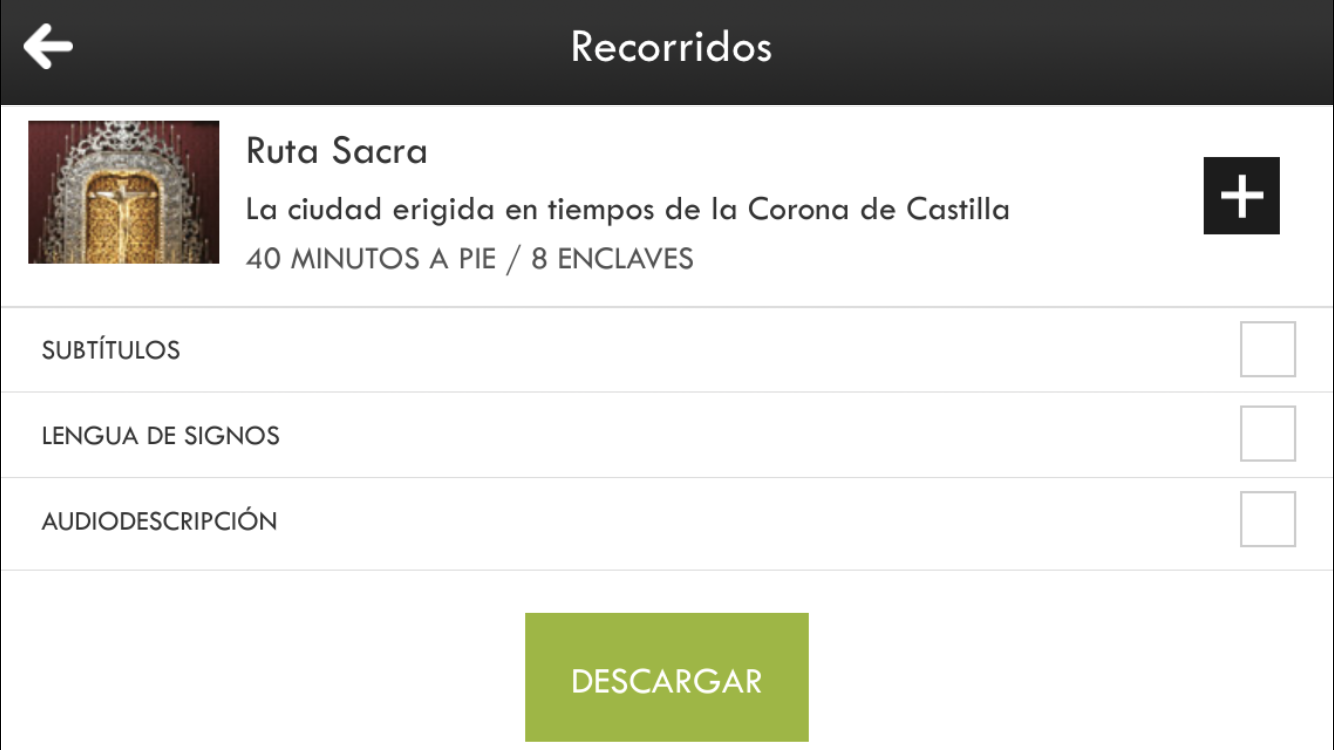 Recorridos
Ruta Sacra
La ciudad erigida en tiempos de la Corona de Castilla
40 MINUTOS A PIE / 8 ENCLAVES
SUBTÍTULOS
LENGUA DE SIGNOS
AUDIODESCRIPCIÓN
DESCARGAR